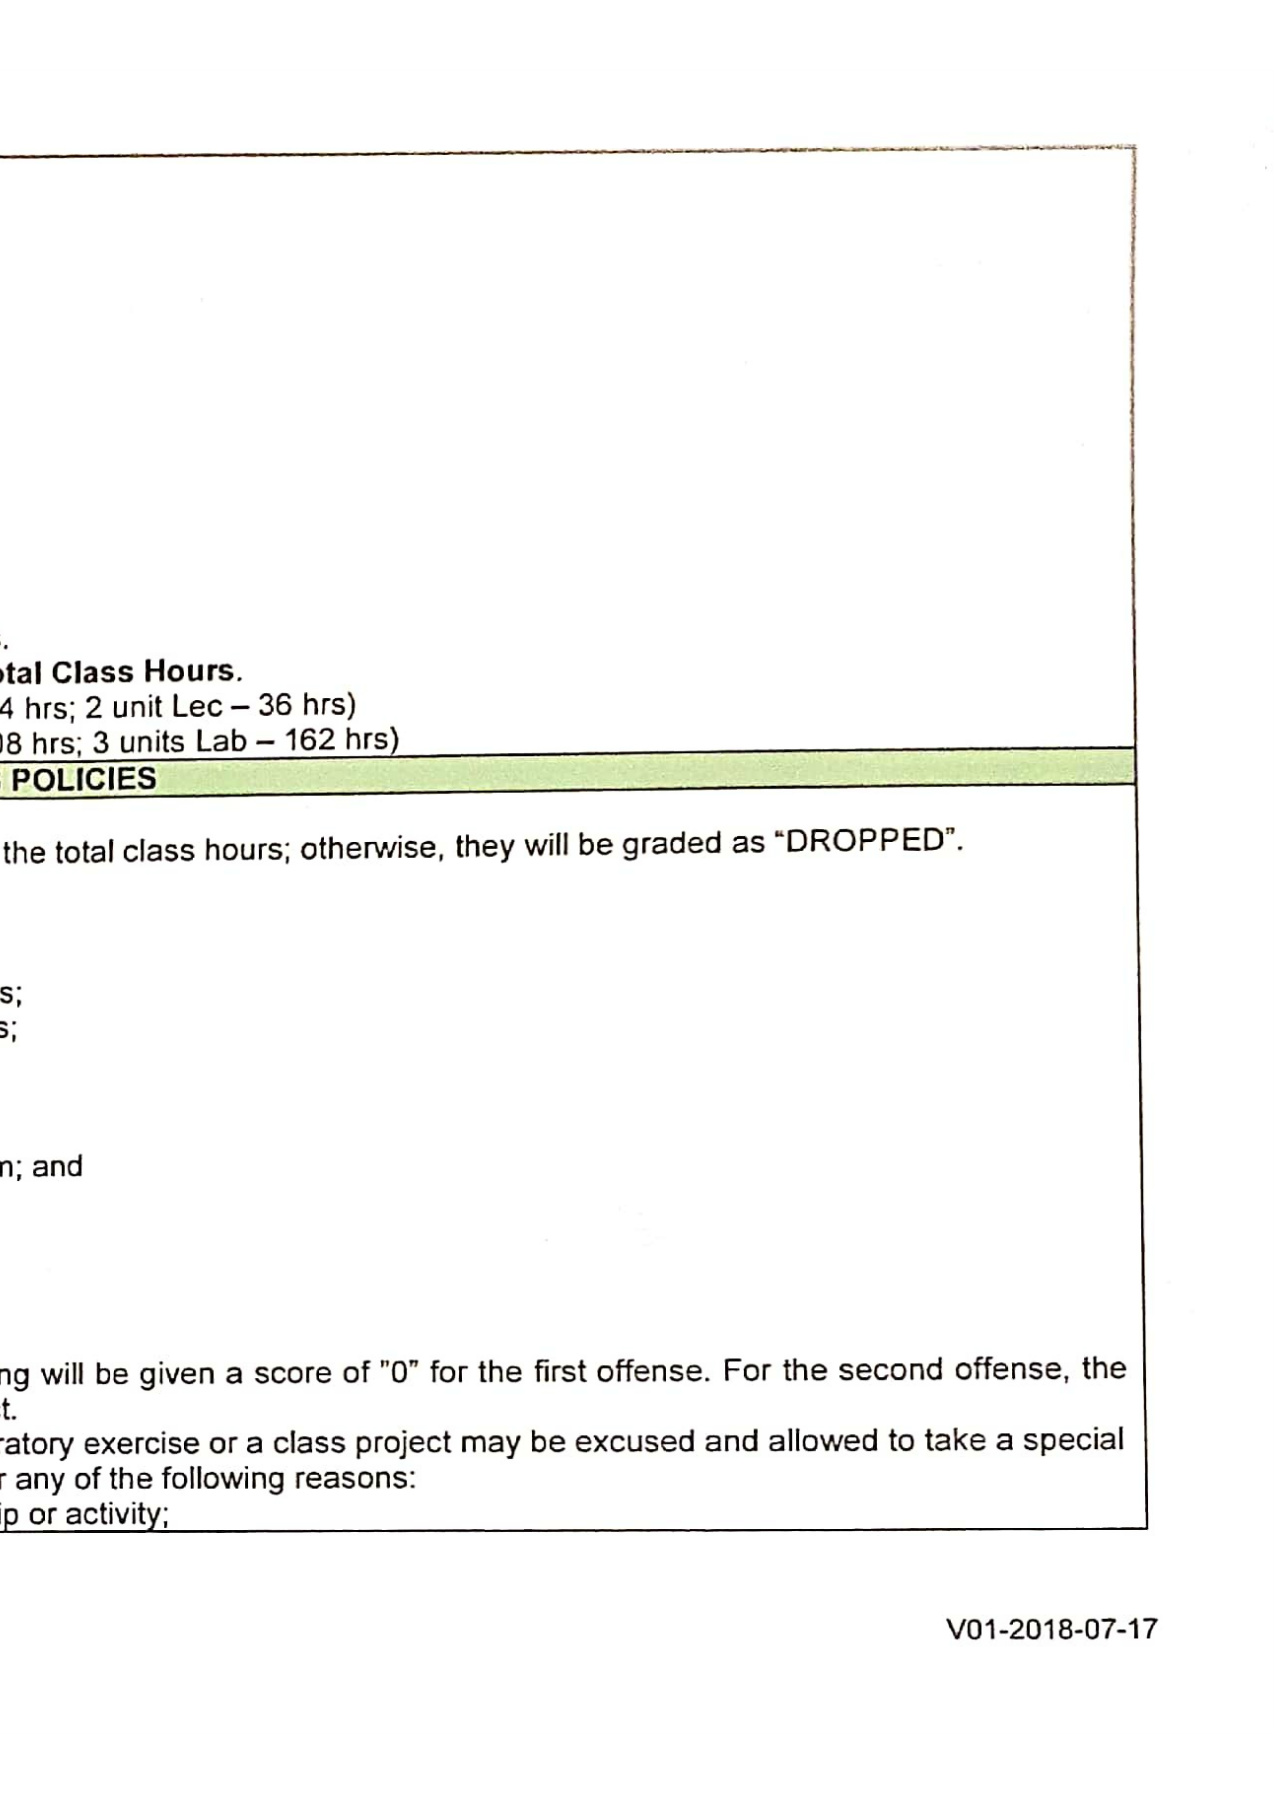 .
otal Class Hours.
4 hrs; 2 unit Lec – 36 hrs)
08 hrs; 3 units Lab – 162 hrs)
POLICIES
the total class hours; otherwise, they will be graded as “DROPPED”.
s;
s;
n; and
ng will be given a score of "0” for the first offense. For the second offense, the
t.
ratory exercise or a class project may be excused and allowed to take a special
r any of the following reasons:
ip or activity;
V01-2018-07-17